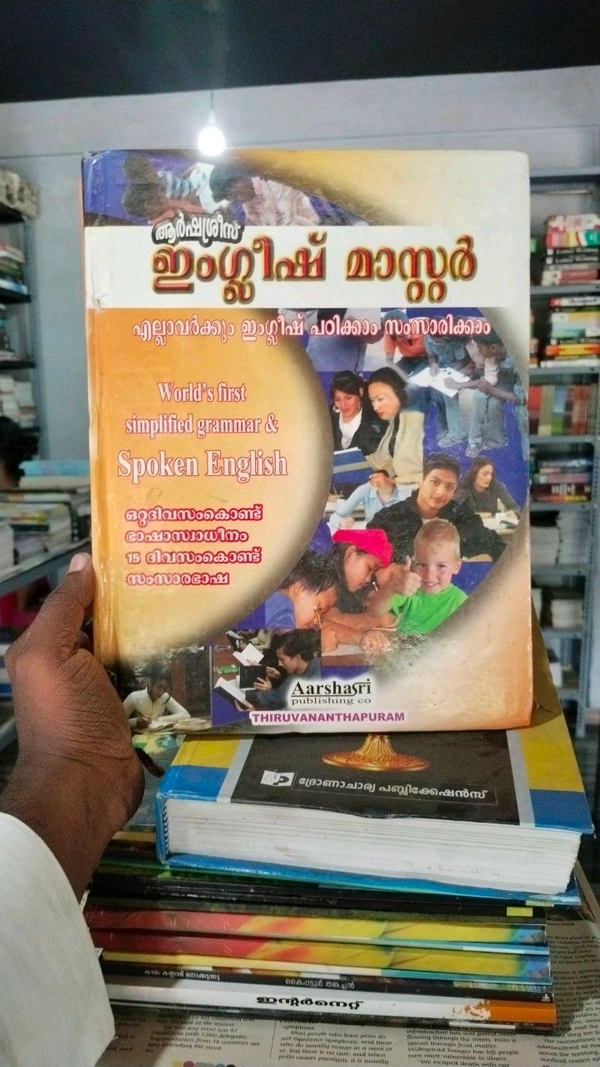 ആർഷശ്രീസ്
ഇംഗ്ലീഷ് മാസ്റ്റർ
എല്ലാവർക്കും ഇംഗ്ലീഷ് പഠിക്കാം സംസാരിക്കാം
World's first
simplified grammar &
Spoken English
ഒറ്റദിവസംകൊണ്ട്
ഭാഷാസ്വാധീനം
15 ദിവസംകൊണ്ട്
സംസാരഭാഷ
Aarshasri
publishing co
THIRUVANANTHAPURAM
ദ്രോണാചാര്യ പബ്ലിക്കേഷൻസ്
ഇന്റർനെറ്റ്